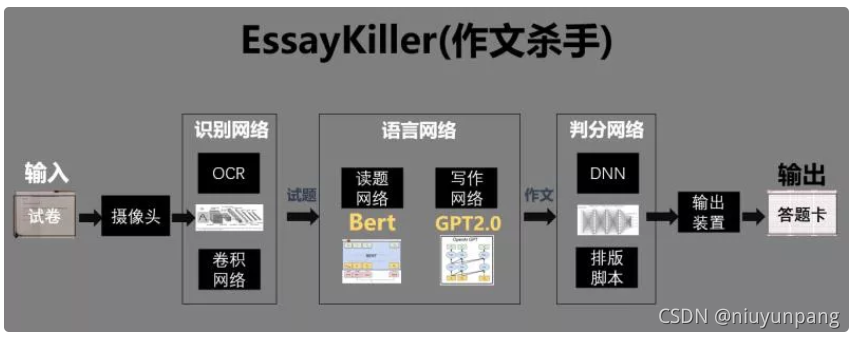 EssayKiller(作文杀手)
输入
试卷
摄像头
识别网络
OCR
卷积
网络
试题
语言网络
读题
网络
Bert
BERT
写作
网络
GPT2.0
OpenAI GPT
作文
判分网络
DNN
排版
脚本
输出
装置
输出
答题卡
CSDN @niuyunpang